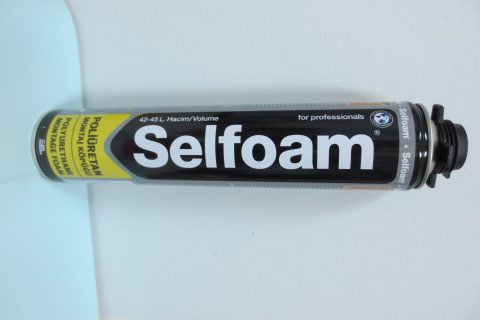 42-45 L. Hacim/Volume
for professionals
Selfoam®
POLİÜRETAN
MONTAJ KÖPÜĞÜ
POLYURETHANE
MONTAGE FOAM
Selfoam • Selfoam